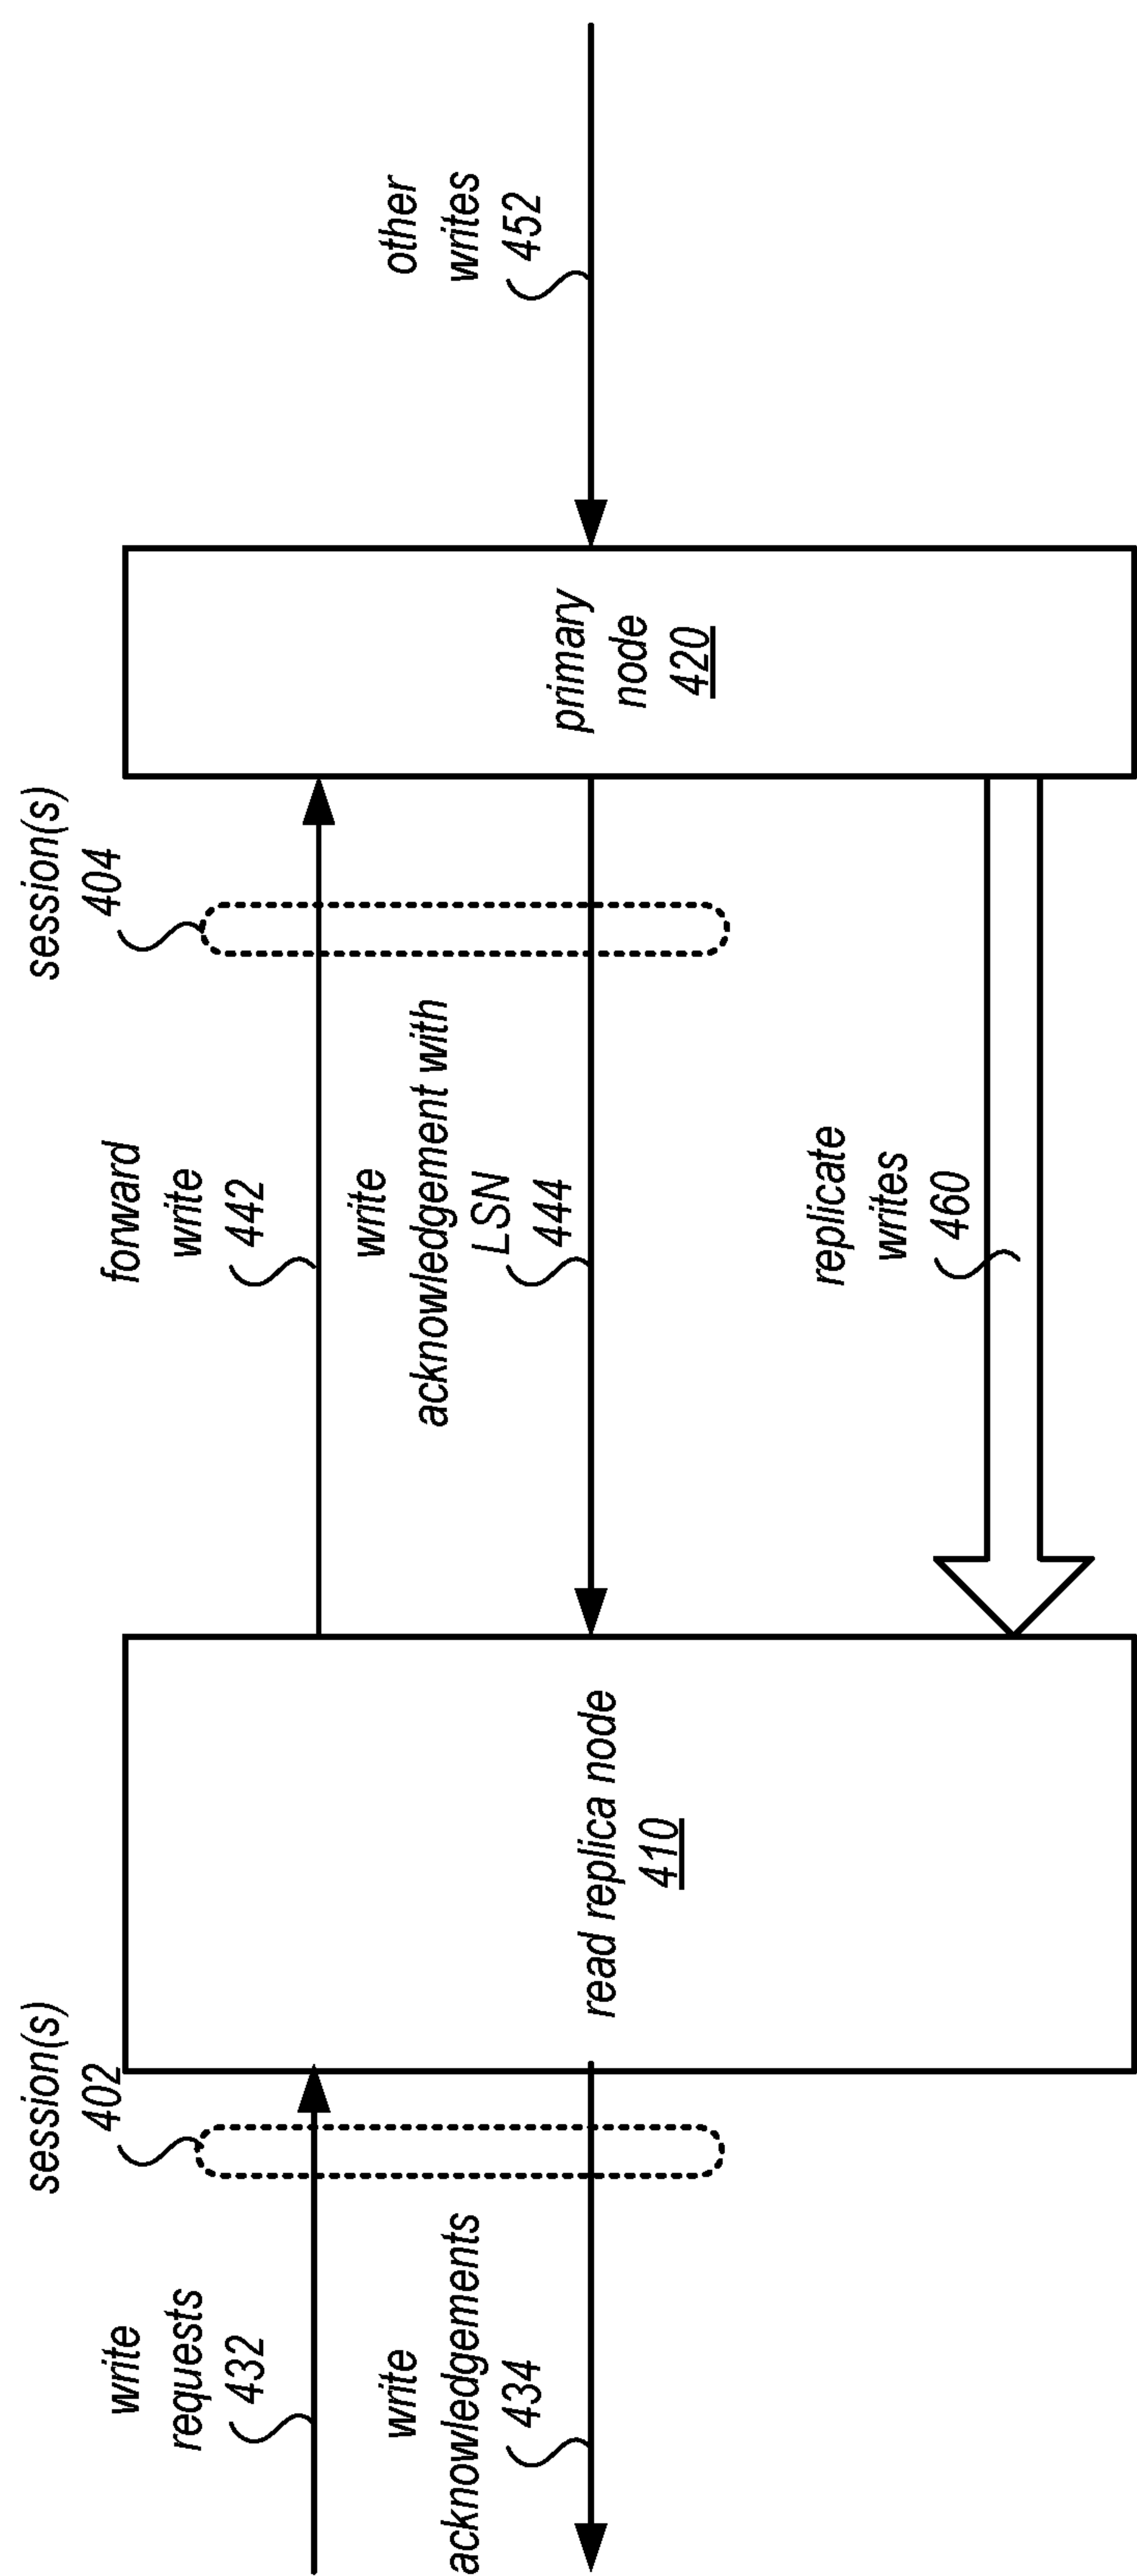 session(s)
402
session(s)
404
write
requests
432
forward
write
442
write
acknowledgements
434
write
acknowledgement with
LSN
444
other
writes
452
read replica node
410
primary
node
420
replicate
writes
460